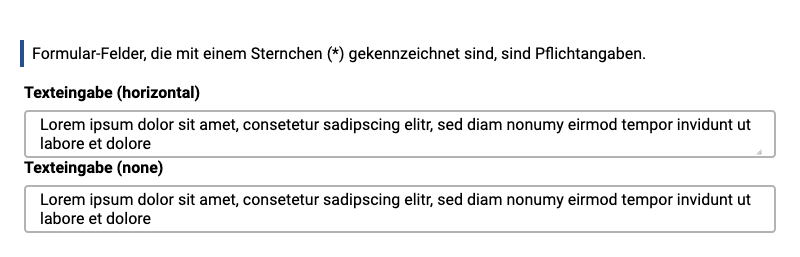 Formular-Felder, die mit einem Sternchen (*) gekennzeichnet sind, sind Pflichtangaben.
Texteingabe (horizontal)
Lorem ipsum dolor sit amet, consetetur sadipscing elitr, sed diam nonumy eirmod tempor invidunt ut
labore et dolore
Texteingabe (none)
Lorem ipsum dolor sit amet, consetetur sadipscing elitr, sed diam nonumy eirmod tempor invidunt ut
labore et dolore